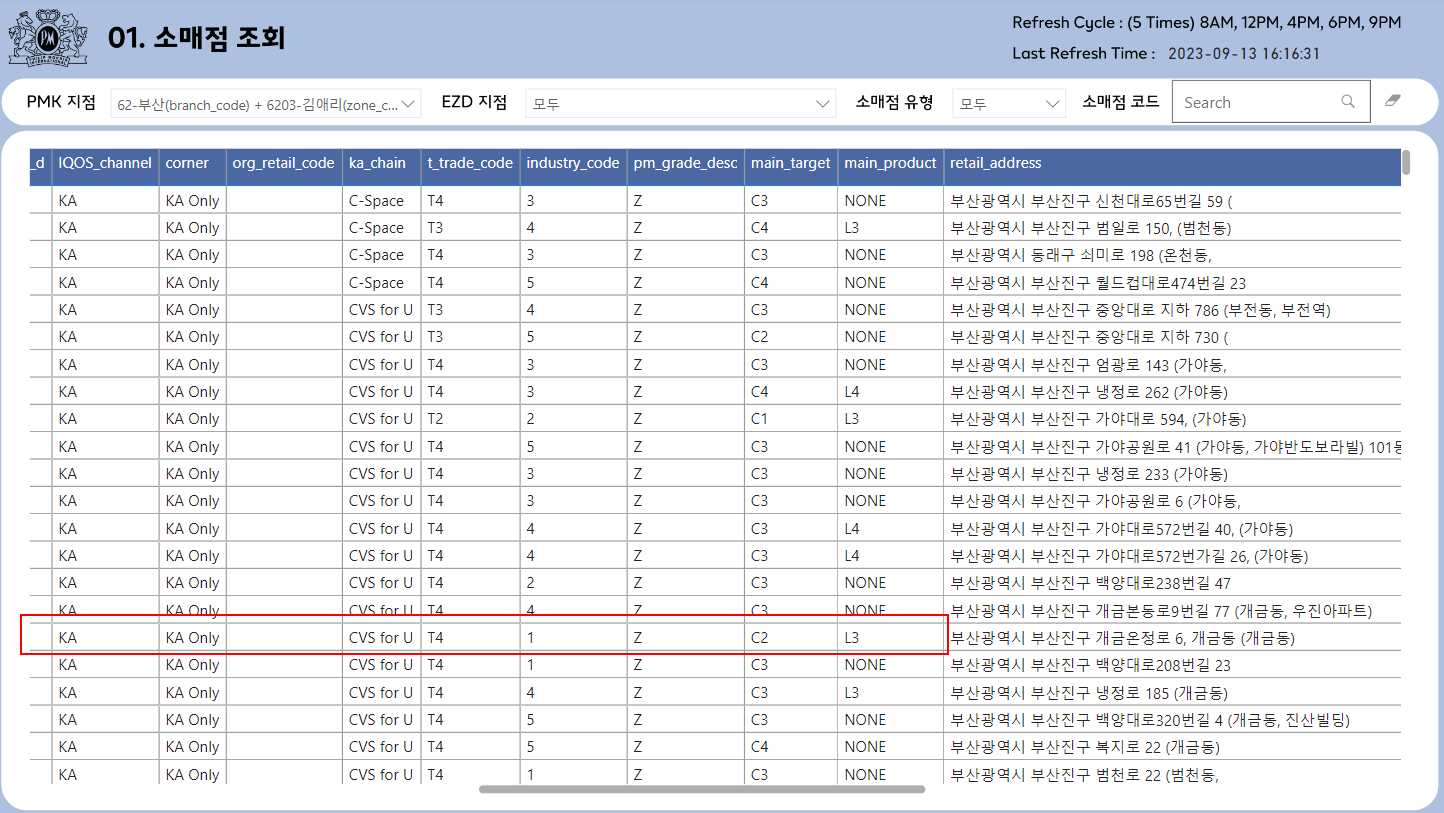 PM
01. 소매점 조회
Refresh Cycle : (5 Times) 8AM, 12PM, 4PM, 6PM, 9PM
Last Refresh Time : 2023-09-13 16:16:31
PMK 지점 62-부산(branch_code) + 6203-김애리(zone_c... EZD 지점 모두 소매점 유형 모두 소매점 코드 Search
_d IQOS_channel corner org_retail_code ka_chain t_trade_code industry_code pm_grade_desc main_target main_product retail_address
KA KA Only C-Space T4 3 Z C3 NONE 부산광역시 부산진구 신천대로65번길 59 (
KA KA Only C-Space T3 4 Z C4 L3 부산광역시 부산진구 범일로 150, (범천동)
KA KA Only C-Space T4 3 Z C3 NONE 부산광역시 동래구 쇠미로 198 (온천동,
KA KA Only C-Space T4 5 Z C4 NONE 부산광역시 부산진구 월드컵대로474번길 23
KA KA Only CVS for U T3 4 Z C3 NONE 부산광역시 부산진구 중앙대로 지하 786 (부전동, 부전역)
KA KA Only CVS for U T3 5 Z C2 NONE 부산광역시 부산진구 중앙대로 지하 730 (
KA KA Only CVS for U T4 3 Z C3 NONE 부산광역시 부산진구 엄광로 143 (가야동,
KA KA Only CVS for U T4 3 Z C4 L4 부산광역시 부산진구 냉정로 262 (가야동)
KA KA Only CVS for U T2 2 Z C1 L3 부산광역시 부산진구 가야대로 594, (가야동)
KA KA Only CVS for U T4 5 Z C3 NONE 부산광역시 부산진구 가야공원로 41 (가야동, 가야반도보라빌) 101동
KA KA Only CVS for U T4 3 Z C3 NONE 부산광역시 부산진구 냉정로 233 (가야동)
KA KA Only CVS for U T4 3 Z C3 NONE 부산광역시 부산진구 가야공원로 6 (가야동,
KA KA Only CVS for U T4 4 Z C3 L4 부산광역시 부산진구 가야대로572번길 40, (가야동)
KA KA Only CVS for U T4 4 Z C3 L4 부산광역시 부산진구 가야대로572번가길 26, (가야동)
KA KA Only CVS for U T4 2 Z C3 NONE 부산광역시 부산진구 백양대로238번길 47
KA KA Only CVS for U T4 4 Z C3 NONE 부산광역시 부산진구 개금본동로9번길 77 (개금동, 우진아파트)
KA KA Only CVS for U T4 1 Z C2 L3 부산광역시 부산진구 개금온정로 6, 개금동 (개금동)
KA KA Only CVS for U T4 1 Z C3 NONE 부산광역시 부산진구 백양대로208번길 23
KA KA Only CVS for U T4 4 Z C3 L3 부산광역시 부산진구 냉정로 185 (개금동)
KA KA Only CVS for U T4 5 Z C3 NONE 부산광역시 부산진구 백양대로320번길 4 (개금동, 진산빌딩)
KA KA Only CVS for U T4 5 Z C4 NONE 부산광역시 부산진구 복지로 22 (개금동)
KA KA Only CVS for U T4 1 Z C3 NONE 부산광역시 부산진구 범천로 22 (범천동,